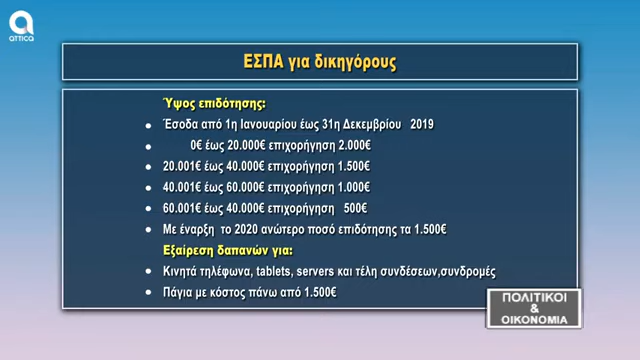 αττιcα
ΕΣΠΑ για δικηγόρους
Ύψος επιδότησης:
Έσοδα από 1η Ιανουαρίου έως 31η Δεκεμβρίου 2019
0€ έως 20.000€ επιχορήγηση 2.000€
20.001€ έως 40.000€ επιχορήγηση 1.500€
40.001€ έως 60.000€ επιχορήγηση 1.000€
60.001€ έως 40.000€ επιχορήγηση 500€
Με έναρξη το 2020 ανώτερο ποσό επιδότησης τα 1.500€
Εξαίρεση δαπανών για:
Κινητά τηλέφωνα, tablets, servers και τέλη συνδέσεων,συνδρομές
Πάγια με κόστος πάνω από 1.500€
ΠΟΛΙΤΙΚΟΙ
&
ΟΙΚΟΝΟΜΙΑ